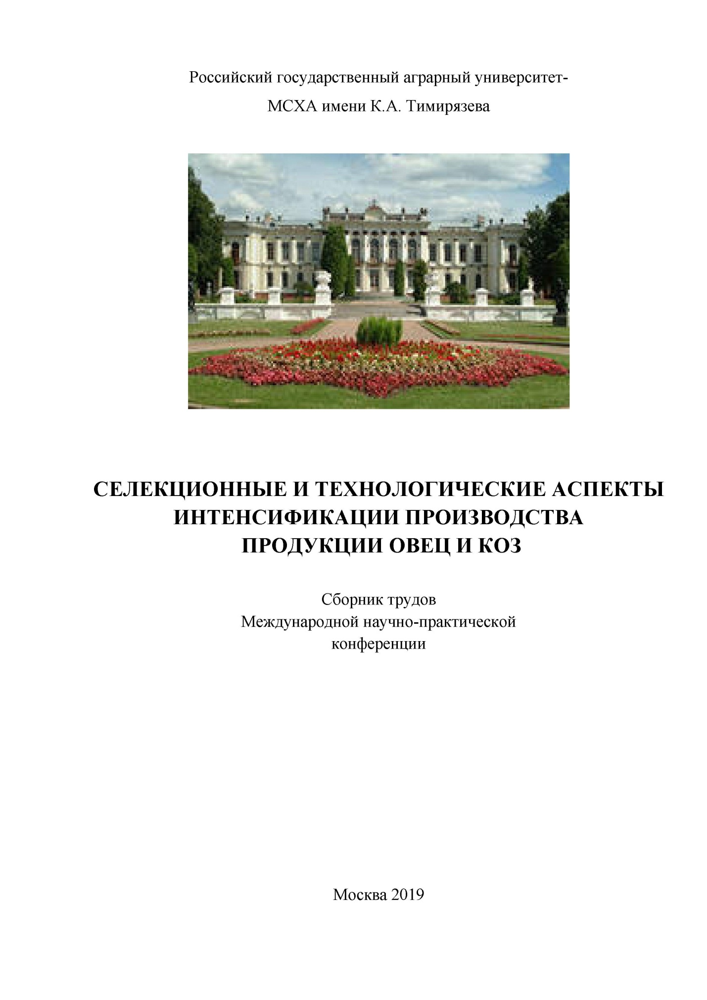 Российский государственный аграрный университет-
МСХА имени К.А. Тимирязева
СЕЛЕКЦИОННЫЕ И ТЕХНОЛОГИЧЕСКИЕ АСПЕКТЫ
ИНТЕНСИФИКАЦИИ ПРОИЗВОДСТВА
ПРОДУКЦИИ ОВЕЦ И КОЗ
Сборник трудов
Международной научно-практической
конференции
Москва 2019